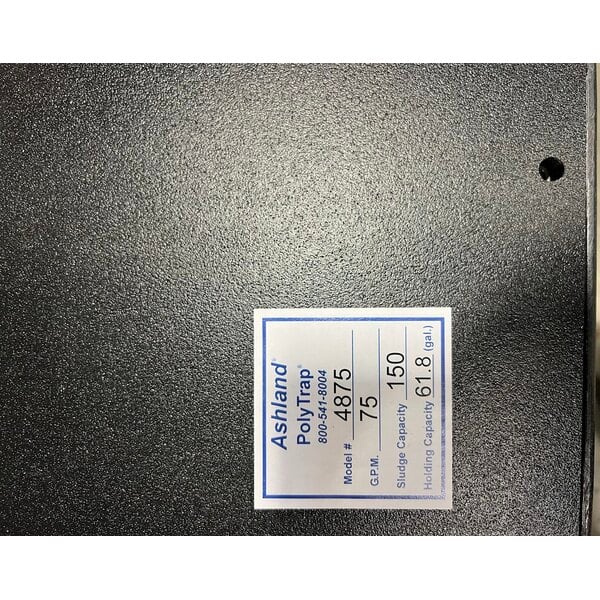 Ashland®
PolyTrap®
800-541-8004
Model # 4875
G.P.M. 75
Sludge Capacity 150
Holding Capacity 61.8 (gal.)